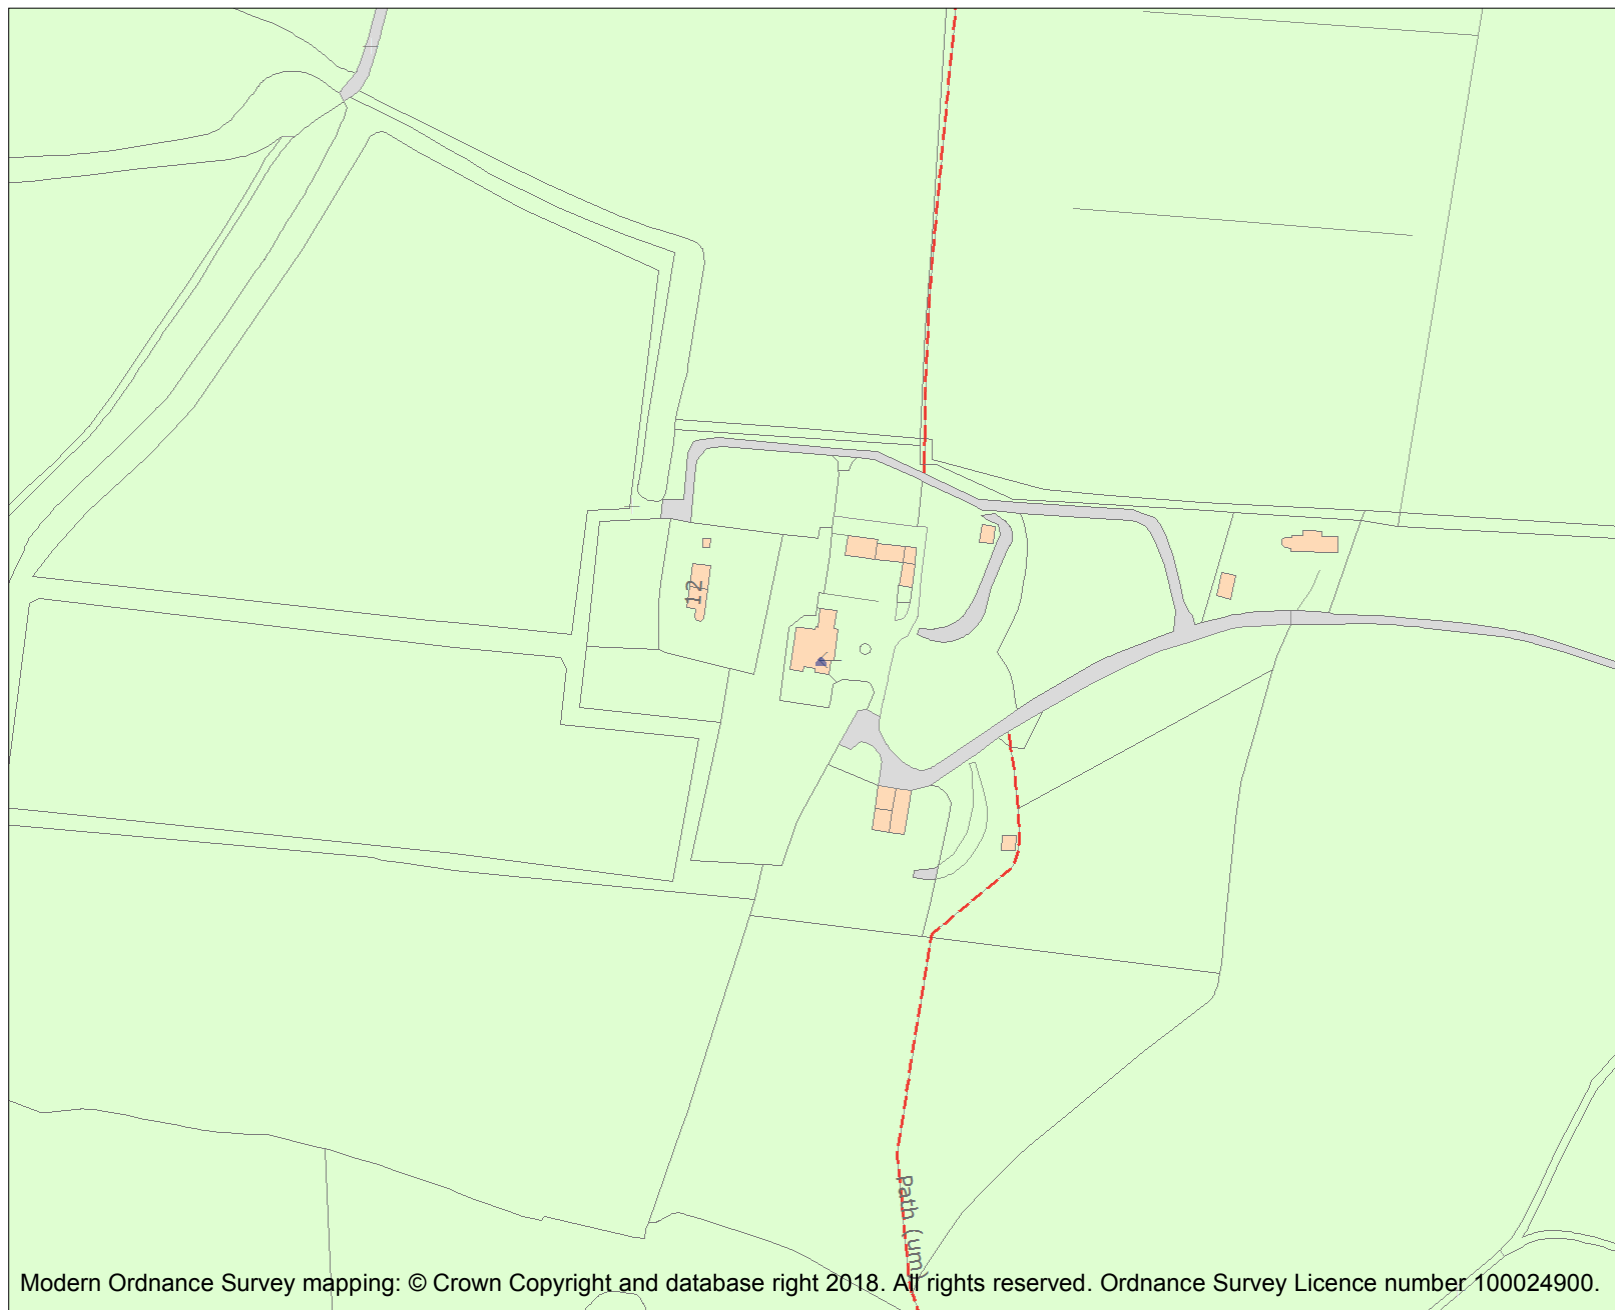 12
Path (um)
Modern Ordnance Survey mapping: © Crown Copyright and database right 2018. All rights reserved. Ordnance Survey Licence number 100024900.